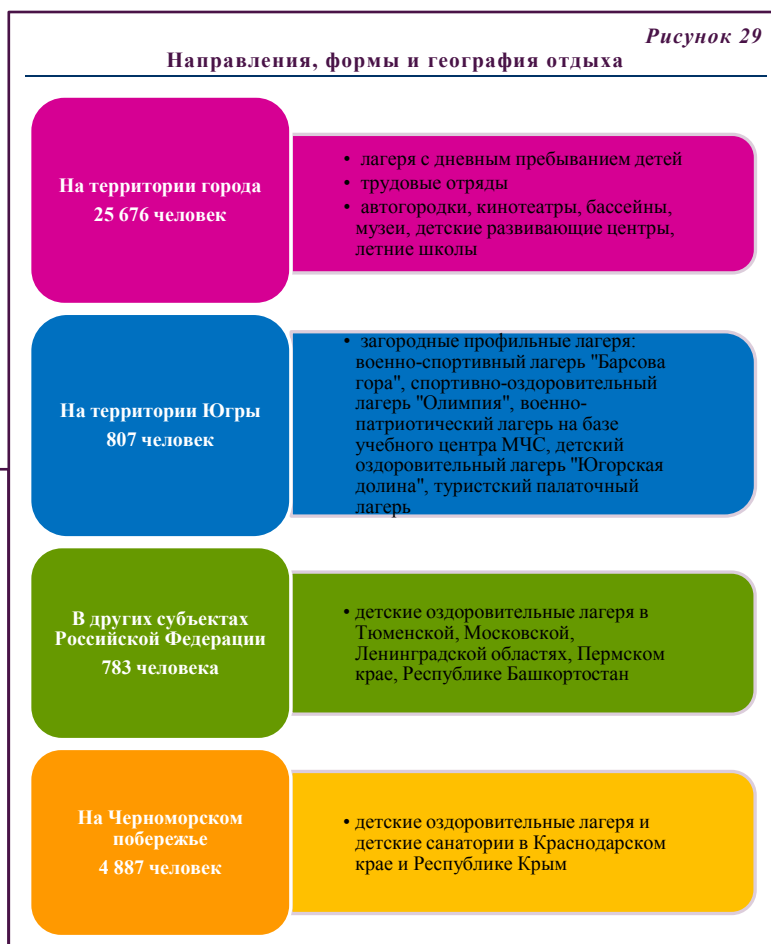 Рисунок 29
Направления, формы и география отдыха
На территории города
25 676 человек
• лагеря с дневным пребыванием детей
• трудовые отряды
• автогородки, кинотеатры, бассейны,
музеи, детские развивающие центры,
летние школы
На территории Югры
807 человек
• загородные профильные лагеря:
военно-спортивный лагерь "Барсова
гора", спортивно-оздоровительный
лагерь "Олимпия", военно-
патриотический лагерь на базе
учебного центра МЧС, детский
оздоровительный лагерь "Югорская
долина", туристский палаточный
лагерь
В других субъектах
Российской Федерации
783 человека
• детские оздоровительные лагеря в
Тюменской, Московской,
Ленинградской областях, Пермском
крае, Республике Башкортостан
На Черноморском
побережье
4 887 человек
• детские оздоровительные лагеря и
детские санатории в Краснодарском
крае и Республике Крым